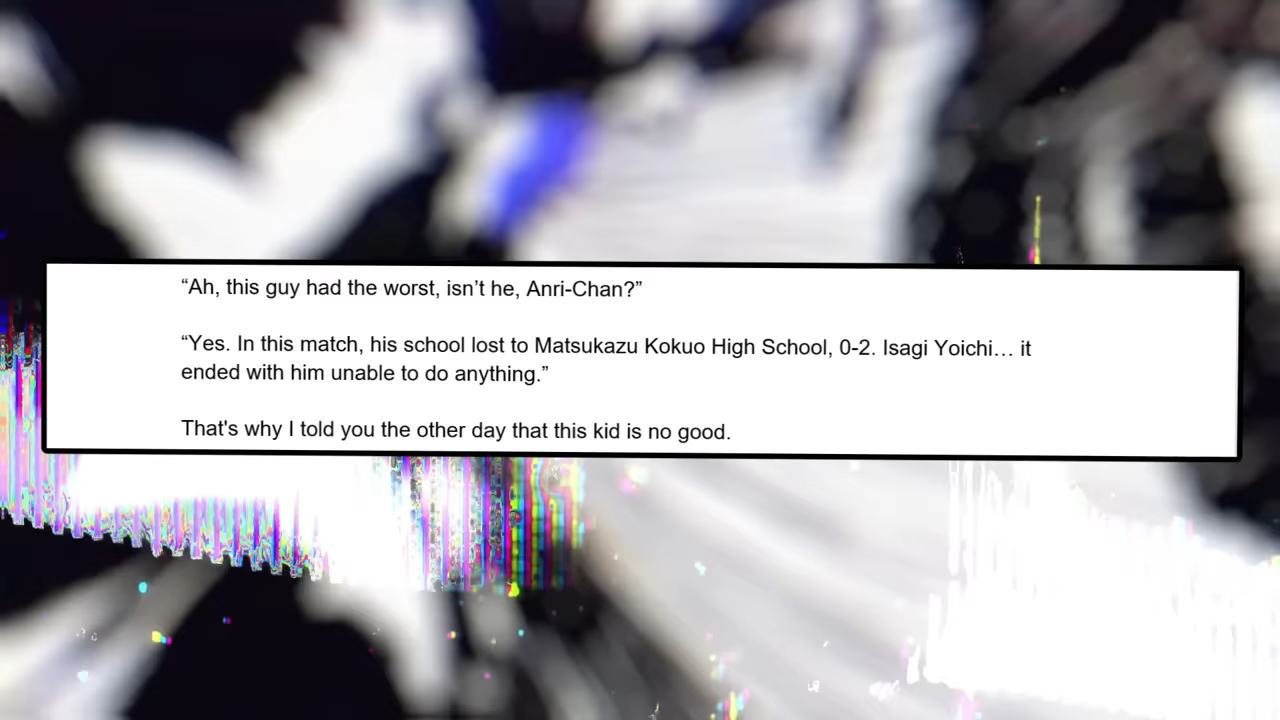 “Ah, this guy had the worst, isn’t he, Anri-Chan?”
“Yes. In this match, his school lost to Matsukazu Kokuo High School, 0-2. Isagi Yoichi… it
ended with him unable to do anything.”
That's why I told you the other day that this kid is no good.